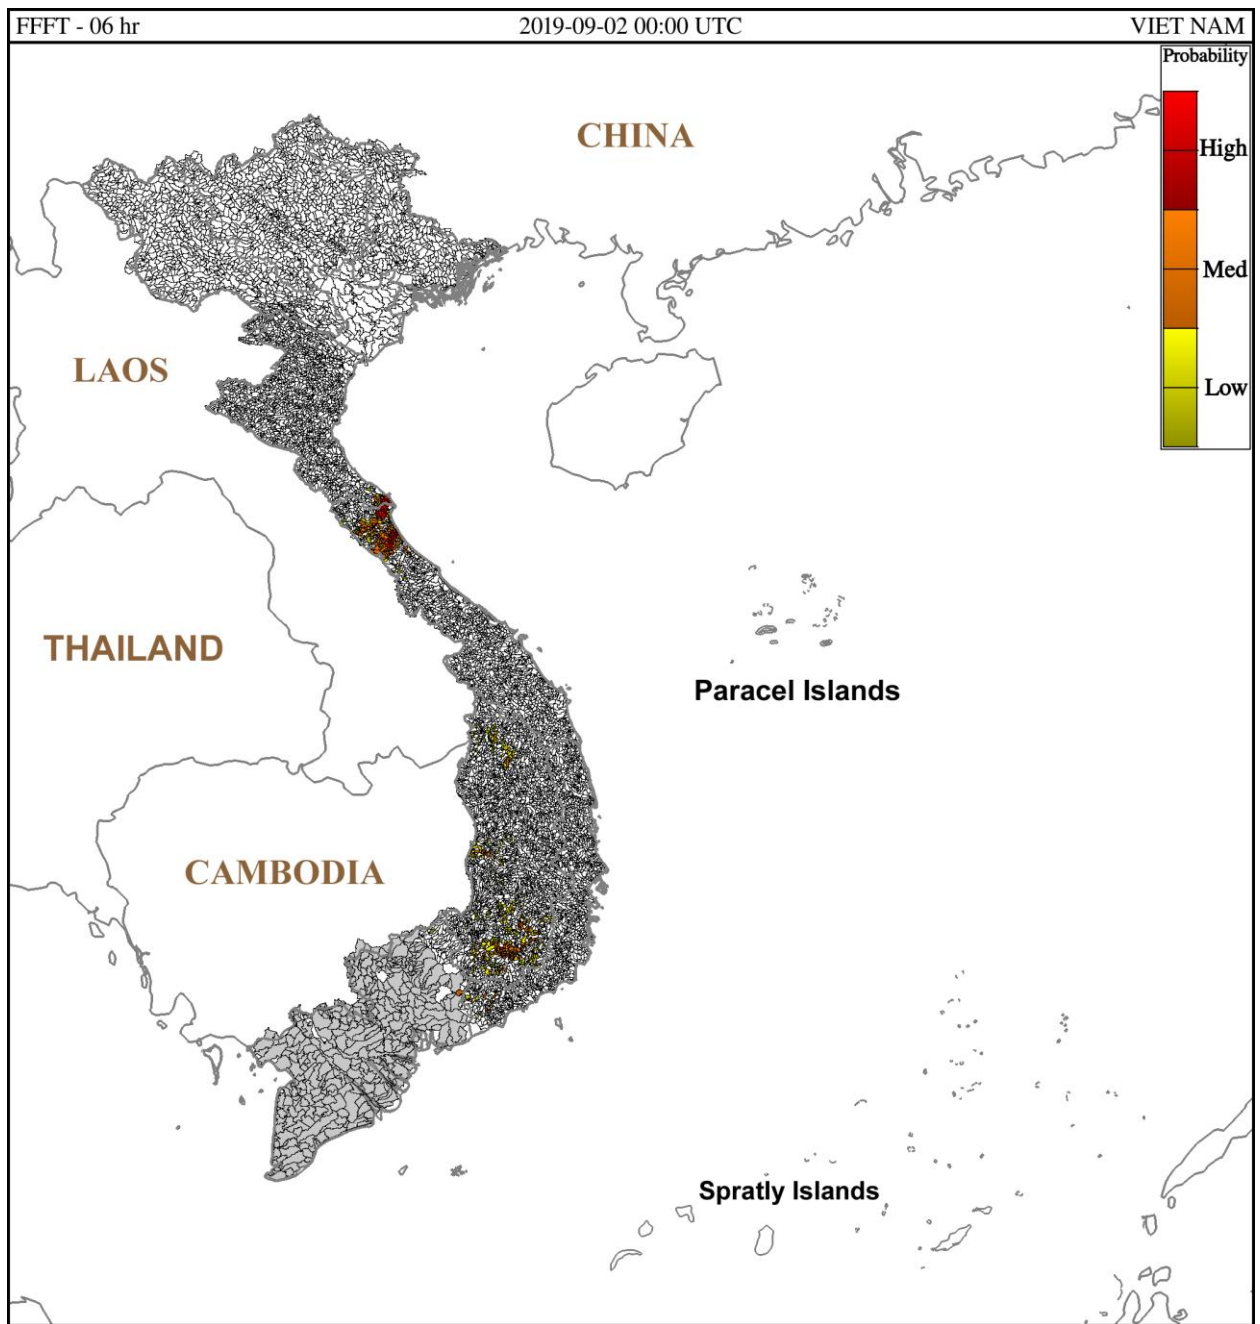 FFFT - 06 hr 2019-09-02 00:00 UTC VIET NAM
Probability
High
Med
Low
CHINA
LAOS
THAILAND
Paracel Islands
CAMBODIA
Spratly Islands